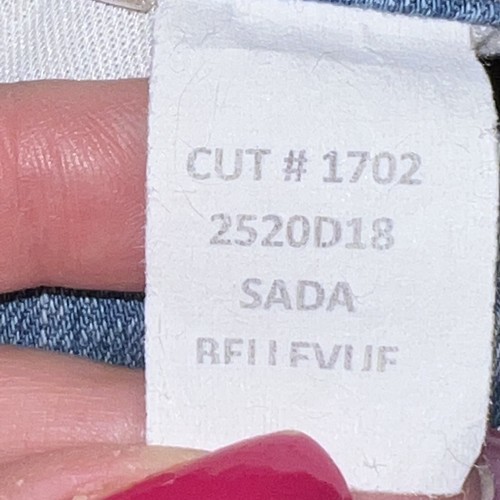 CUT # 1702
2520D18
SADA
BELLEVUE